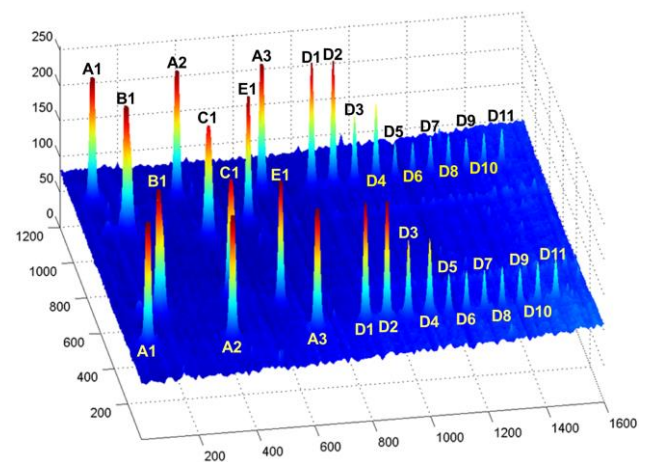 250
200
150
100
50
0
1200
1000
800
600
400
200
A1 A2 A3 D1 D2
B1 C1 E1 D3
D5 D7 D9 D11
D4 D6 D8 D10
B1 C1 E1
D3
D5 D7 D9 D11
A1 A2 A3 D1 D2 D4 D6 D8 D10
200 400 600 800 1000 1200 1400 1600